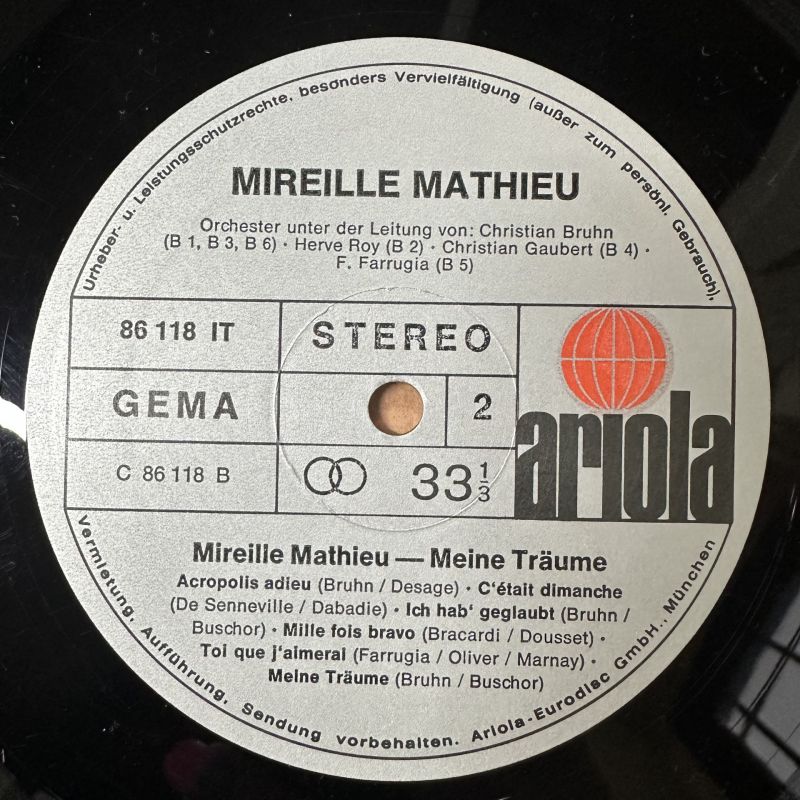 Urheber- u. Leistungsschutzrechte, besonders Vervielfältigung (außer zum persönl. Gebrauch),
MIREILLE MATHIEU
Orchester unter der Leitung von: Christian Bruhn
(B 1, B 3, B 6) · Herve Roy (B 2) · Christian Gaubert (B 4) ·
F. Farrugia (B 5)
86 118 IT
STEREO
GEMA
2
ariola
C 86 118 B
33 1/3
Mireille Mathieu — Meine Träume
Acropolis adieu (Bruhn / Desage) · C'était dimanche
(De Senneville / Dabadie) · Ich hab' geglaubt (Bruhn /
Buschor) · Mille fois bravo (Bracardi / Dousset) ·
Toi que j'aimerai (Farrugia / Oliver / Marnay) ·
Meine Träume (Bruhn / Buschor)
Vermietung, Aufführung, Sendung vorbehalten. Ariola-Eurodisc GmbH., München